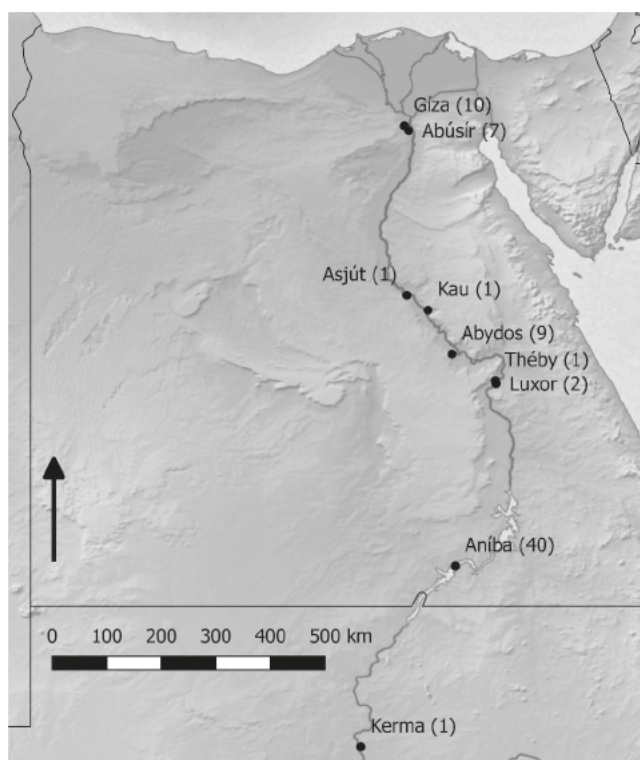 Gíza (10)
Abúsír (7)
Asjút (1)
Kau (1)
Abydos (9)
Théby (1)
Luxor (2)
Aníba (40)
0 100 200 300 400 500 km
Kerma (1)